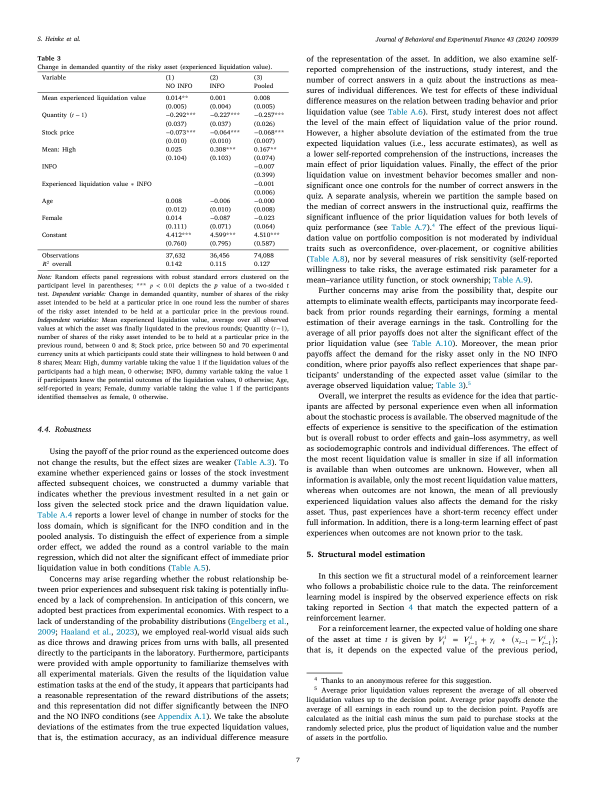 S. Heinke et al.
Journal of Behavioral and Experimental Finance 43 (2024) 100939
Table 3
Change in demanded quantity of the risky asset (experienced liquidation value).
Variable (1) (2) (3)
NO INFO INFO Pooled
Mean experienced liquidation value 0.014** 0.001 0.008
(0.005) (0.004) (0.005)
Quantity (t − 1) −0.292*** −0.227*** −0.257***
(0.037) (0.037) (0.026)
Stock price −0.073*** −0.064*** −0.068***
(0.010) (0.010) (0.007)
Mean: High 0.025 0.308*** 0.167**
(0.104) (0.103) (0.074)
INFO −0.007
(0.399)
Experienced liquidation value * INFO −0.001
(0.006)
Age 0.008 −0.006 −0.000
(0.012) (0.010) (0.008)
Female 0.014 −0.087 −0.023
(0.111) (0.071) (0.064)
Constant 4.412*** 4.599*** 4.510***
(0.760) (0.795) (0.587)
Observations 37,632 36,456 74,088
R² overall 0.142 0.115 0.127
Note: Random effects panel regressions with robust standard errors clustered on the
participant level in parentheses; *** p < 0.01 depicts the p value of a two-sided t
test. Dependent variable: Change in demanded quantity, number of shares of the risky
asset intended to be held at a particular price in one round less the number of shares
of the risky asset intended to be held at a particular price in the previous round.
Independent variables: Mean experienced liquidation value, average over all observed
values at which the asset was finally liquidated in the previous rounds; Quantity (t−1),
number of shares of the risky asset intended to be held at a particular price in the
previous round, between 0 and 8; Stock price, price between 50 and 70 experimental
currency units at which participants could state their willingness to hold between 0 and
8 shares; Mean: High, dummy variable taking the value 1 if the liquidation values of the
participants had a high mean, 0 otherwise; INFO, dummy variable taking the value 1
if participants knew the potential outcomes of the liquidation values, 0 otherwise; Age,
self-reported in years; Female, dummy variable taking the value 1 if the participants
identified themselves as female, 0 otherwise.
4.4. Robustness
Using the payoff of the prior round as the experienced outcome does
not change the results, but the effect sizes are weaker (Table A.3). To
examine whether experienced gains or losses of the stock investment
affected subsequent choices, we constructed a dummy variable that
indicates whether the previous investment resulted in a net gain or
loss given the selected stock price and the drawn liquidation value.
Table A.4 reports a lower level of change in number of stocks for the
loss domain, which is significant for the INFO condition and in the
pooled analysis. To distinguish the effect of experience from a simple
order effect, we added the round as a control variable to the main
regression, which did not alter the significant effect of immediate prior
liquidation value in both conditions (Table A.5).
Concerns may arise regarding whether the robust relationship be-
tween prior experiences and subsequent risk taking is potentially influ-
enced by a lack of comprehension. In anticipation of this concern, we
adopted best practices from experimental economics. With respect to a
lack of understanding of the probability distributions (Engelberg et al.,
2009; Haaland et al., 2023), we employed real-world visual aids such
as dice throws and drawing prices from urns with balls, all presented
directly to the participants in the laboratory. Furthermore, participants
were provided with ample opportunity to familiarize themselves with
all experimental materials. Given the results of the liquidation value
estimation tasks at the end of the study, it appears that participants had
a reasonable representation of the reward distributions of the assets;
and this representation did not differ significantly between the INFO
and the NO INFO conditions (see Appendix A.1). We take the absolute
deviations of the estimates from the true expected liquidation values,
that is, the estimation accuracy, as an individual difference measure
of the representation of the asset. In addition, we also examine self-
reported comprehension of the instructions, study interest, and the
number of correct answers in a quiz about the instructions as mea-
sures of individual differences. We test for effects of these individual
difference measures on the relation between trading behavior and prior
liquidation value (see Table A.6). First, study interest does not affect
the level of the main effect of liquidation value of the prior round.
However, a higher absolute deviation of the estimated from the true
expected liquidation values (i.e., less accurate estimates), as well as
a lower self-reported comprehension of the instructions, increases the
main effect of prior liquidation values. Finally, the effect of the prior
liquidation value on investment behavior becomes smaller and non-
significant once one controls for the number of correct answers in the
quiz. A separate analysis, wherein we partition the sample based on
the median of correct answers in the instructional quiz, reaffirms the
significant influence of the prior liquidation values for both levels of
quiz performance (see Table A.7).⁴ The effect of the previous liqui-
dation value on portfolio composition is not moderated by individual
traits such as overconfidence, over-placement, or cognitive abilities
(Table A.8), nor by several measures of risk sensitivity (self-reported
willingness to take risks, the average estimated risk parameter for a
mean–variance utility function, or stock ownership; Table A.9).
Further concerns may arise from the possibility that, despite our
attempts to eliminate wealth effects, participants may incorporate feed-
back from prior rounds regarding their earnings, forming a mental
estimation of their average earnings in the task. Controlling for the
average of all prior payoffs does not alter the significant effect of the
prior liquidation value (see Table A.10). Moreover, the mean prior
payoffs affect the demand for the risky asset only in the NO INFO
condition, where prior payoffs also reflect experiences that shape par-
ticipants' understanding of the expected asset value (similar to the
average observed liquidation value; Table 3).⁵
Overall, we interpret the results as evidence for the idea that partic-
ipants are affected by personal experience even when all information
about the stochastic process is available. The observed magnitude of the
effects of experience is sensitive to the specification of the estimation
but is overall robust to order effects and gain–loss asymmetry, as well
as sociodemographic controls and individual differences. The effect of
the most recent liquidation value is smaller in size if all information
is available than when outcomes are unknown. However, when all
information is available, only the most recent liquidation value matters,
whereas when outcomes are not known, the mean of all previously
experienced liquidation values also affects the demand for the risky
asset. Thus, past experiences have a short-term recency effect under
full information. In addition, there is a long-term learning effect of past
experiences when outcomes are not known prior to the task.
5. Structural model estimation
In this section we fit a structural model of a reinforcement learner
who follows a probabilistic choice rule to the data. The reinforcement
learning model is inspired by the observed experience effects on risk
taking reported in Section 4 that match the expected pattern of a
reinforcement learner.
For a reinforcement learner, the expected value of holding one share
of the asset at time t is given by Vᵢᵗ = Vᵢᵗ₋₁ + γᵢ ∗ (xₜ₋₁ − Vᵢᵗ₋₁);
that is, it depends on the expected value of the previous period,
⁴ Thanks to an anonymous referee for this suggestion.
⁵ Average prior liquidation values represent the average of all observed
liquidation values up to the decision point. Average prior payoffs denote the
average of all earnings in each round up to the decision point. Payoffs are
calculated as the initial cash minus the sum paid to purchase stocks at the
randomly selected price, plus the product of liquidation value and the number
of assets in the portfolio.
7